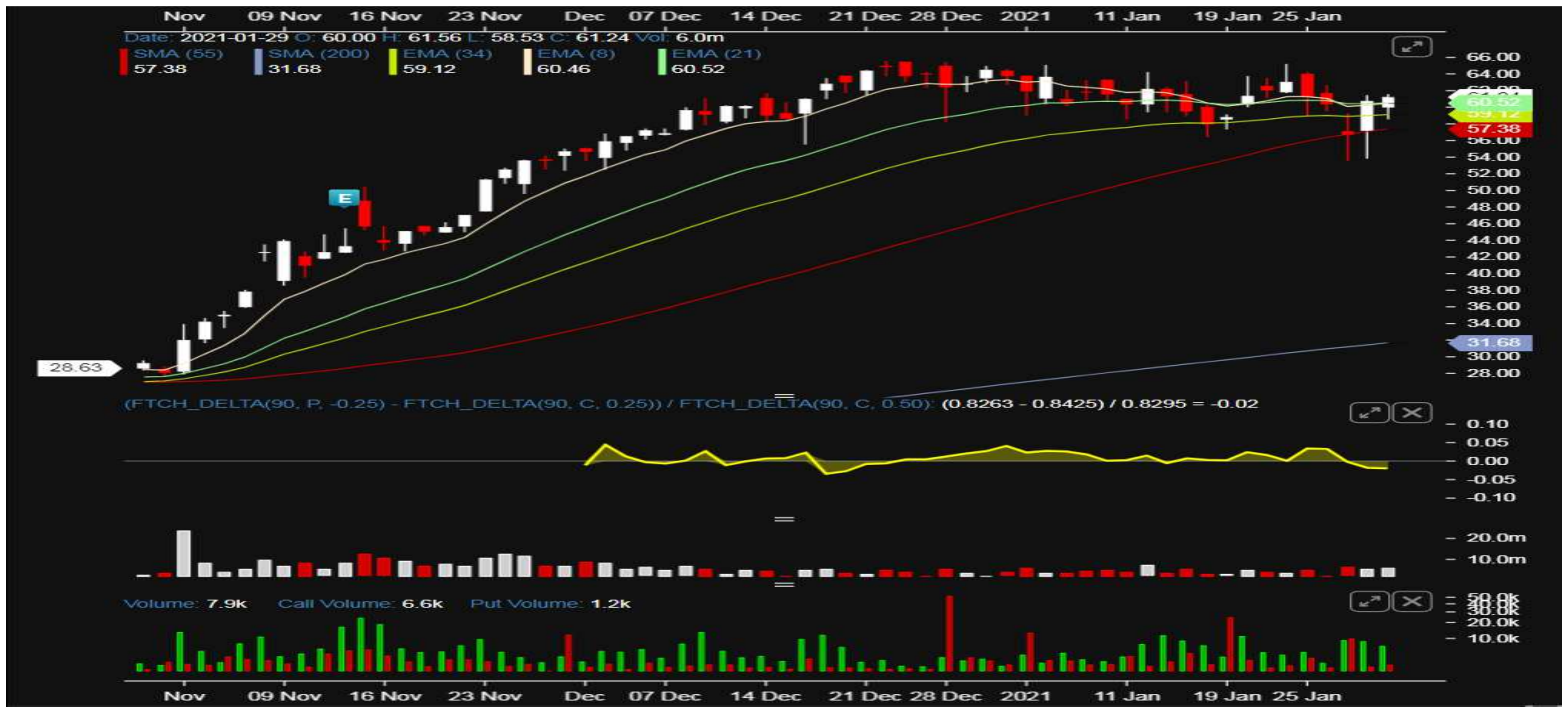 Nov 09 Nov 16 Nov 23 Nov Dec 07 Dec 14 Dec 21 Dec 28 Dec 2021 11 Jan 19 Jan 25 Jan
Date: 2021-01-29 O: 60.00 H: 61.56 L: 58.53 C: 61.24 Vol: 6.0m
SMA (55) SMA (200) EMA (34) EMA (8) EMA (21)
57.38 31.68 59.12 60.46 60.52
66.00
64.00
62.00
60.52
59.12
57.38
56.00
54.00
52.00
50.00
E
48.00
46.00
44.00
42.00
40.00
38.00
36.00
34.00
31.68
30.00
28.63
28.00
(FTCH_DELTA(90, P, -0.25) - FTCH_DELTA(90, C, 0.25)) / FTCH_DELTA(90, C, 0.50): (0.8263 - 0.8425) / 0.8295 = -0.02
0.10
0.05
0.00
-0.05
-0.10
20.0m
10.0m
Volume: 7.9k Call Volume: 6.6k Put Volume: 1.2k
50.0k
20.0k
10.0k
Nov 09 Nov 16 Nov 23 Nov Dec 07 Dec 14 Dec 21 Dec 28 Dec 2021 11 Jan 19 Jan 25 Jan